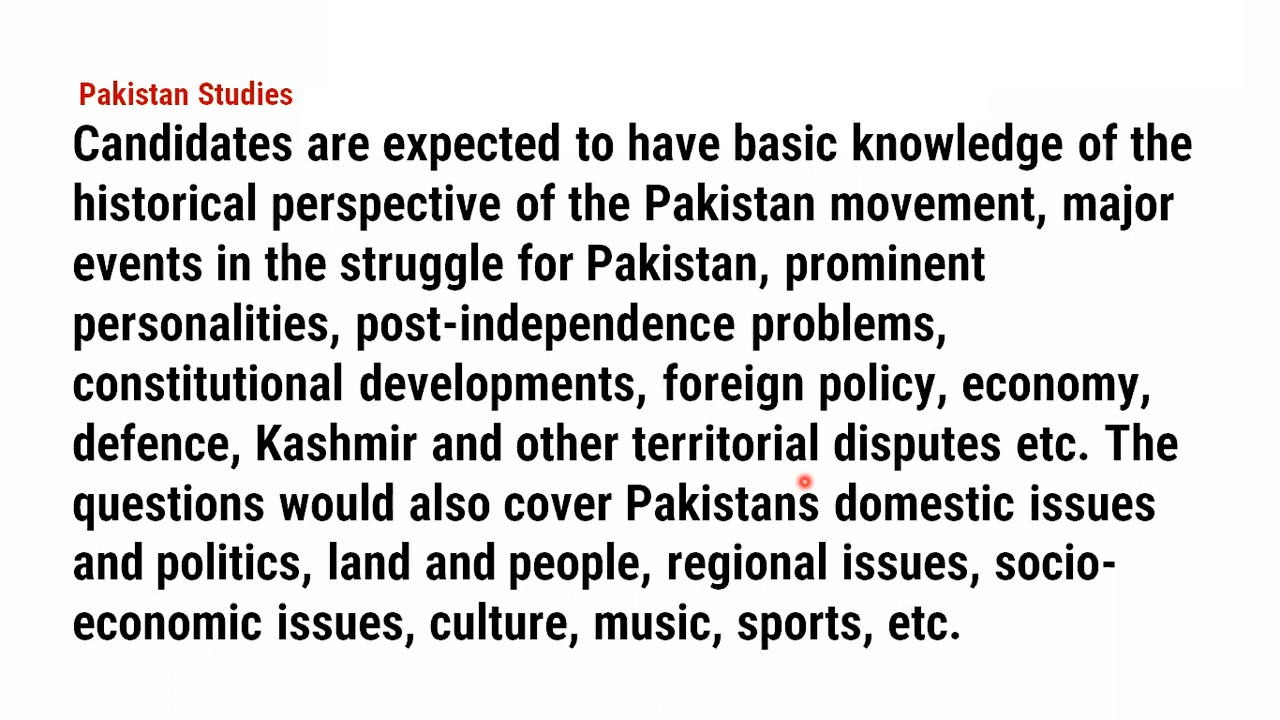 Pakistan Studies
Candidates are expected to have basic knowledge of the
historical perspective of the Pakistan movement, major
events in the struggle for Pakistan, prominent
personalities, post-independence problems,
constitutional developments, foreign policy, economy,
defence, Kashmir and other territorial disputes etc. The
questions would also cover Pakistans domestic issues
and politics, land and people, regional issues, socio-
economic issues, culture, music, sports, etc.